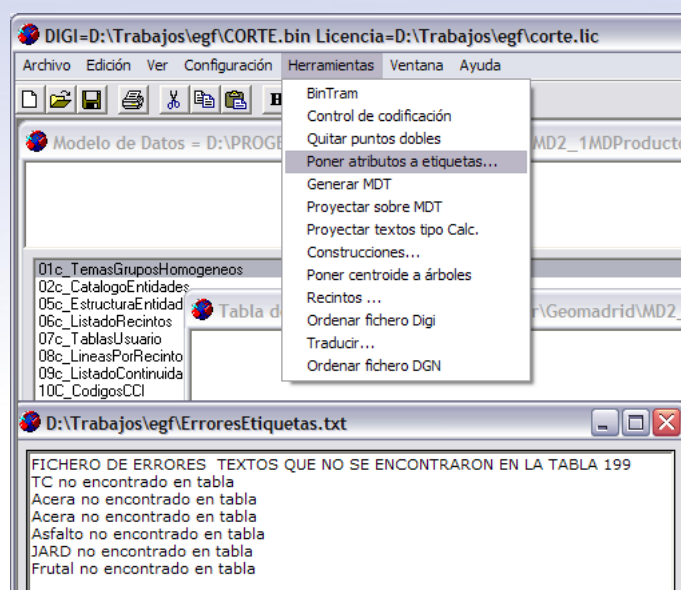 DIGI=D:\Trabajos\egf\CORTE.bin Licencia=D:\Trabajos\egf\corte.lic
Archivo Edición Ver Configuración Herramientas Ventana Ayuda
BinTram
Control de codificación
Quitar puntos dobles
Poner atributos a etiquetas...
Generar MDT
Proyectar sobre MDT
Proyectar textos tipo Calc.
Construcciones...
Poner centroide a árboles
Recintos ...
Ordenar fichero Digi
Traducir...
Ordenar fichero DGN
Modelo de Datos = D:\PROGE MD2_1MDProducto
01c_TemasGruposHomogeneos
02c_CatalogoEntidades
05c_EstructuraEntidad
06c_ListadoRecintos
07c_TablasUsuario
08c_LineasPorRecinto
09c_ListadoContinuida
10C_CodigosCCI
Tabla d r\Geomadrid\MD2_
D:\Trabajos\egf\ErroresEtiquetas.txt
FICHERO DE ERRORES TEXTOS QUE NO SE ENCONTRARON EN LA TABLA 199
TC no encontrado en tabla
Acera no encontrado en tabla
Acera no encontrado en tabla
Asfalto no encontrado en tabla
JARD no encontrado en tabla
Frutal no encontrado en tabla